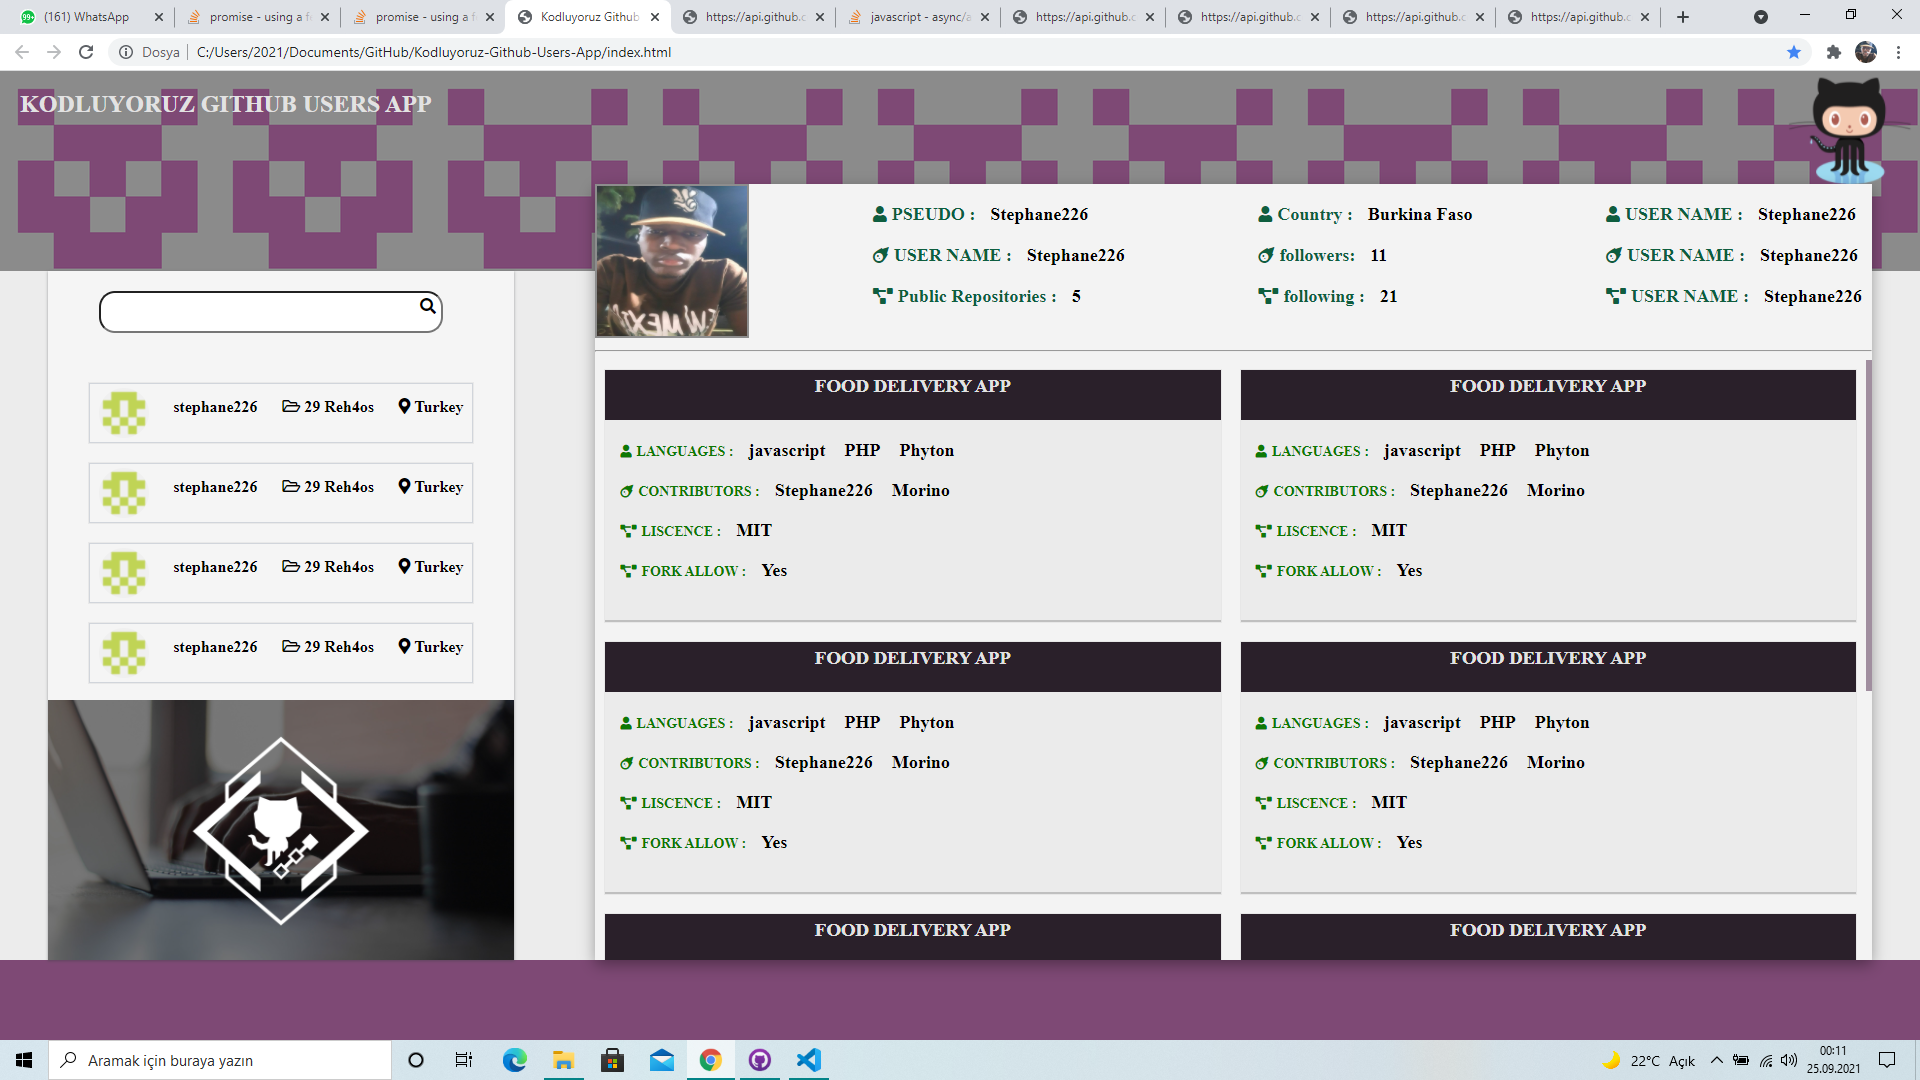 (161) WhatsApp
promise - using a f
promise - using a f
Kodluyoruz Github
https://api.github.c
javascript - async/a
https://api.github.c
https://api.github.c
https://api.github.c
https://api.github.c
Dosya C:/Users/2021/Documents/GitHub/Kodluyoruz-Github-Users-App/index.html
KODLUYORUZ GITHUB USERS APP
PSEUDO : Stephane226
Country : Burkina Faso
USER NAME : Stephane226
USER NAME : Stephane226
followers: 11
USER NAME : Stephane226
Public Repositories : 5
following : 21
USER NAME : Stephane226
stephane226 29 Reh4os Turkey
stephane226 29 Reh4os Turkey
stephane226 29 Reh4os Turkey
stephane226 29 Reh4os Turkey
FOOD DELIVERY APP
LANGUAGES : javascript PHP Phyton
CONTRIBUTORS : Stephane226 Morino
LISCENCE : MIT
FORK ALLOW : Yes
FOOD DELIVERY APP
LANGUAGES : javascript PHP Phyton
CONTRIBUTORS : Stephane226 Morino
LISCENCE : MIT
FORK ALLOW : Yes
FOOD DELIVERY APP
LANGUAGES : javascript PHP Phyton
CONTRIBUTORS : Stephane226 Morino
LISCENCE : MIT
FORK ALLOW : Yes
FOOD DELIVERY APP
LANGUAGES : javascript PHP Phyton
CONTRIBUTORS : Stephane226 Morino
LISCENCE : MIT
FORK ALLOW : Yes
FOOD DELIVERY APP
FOOD DELIVERY APP
Aramak için buraya yazın
22°C Açık
00:11
25.09.2021